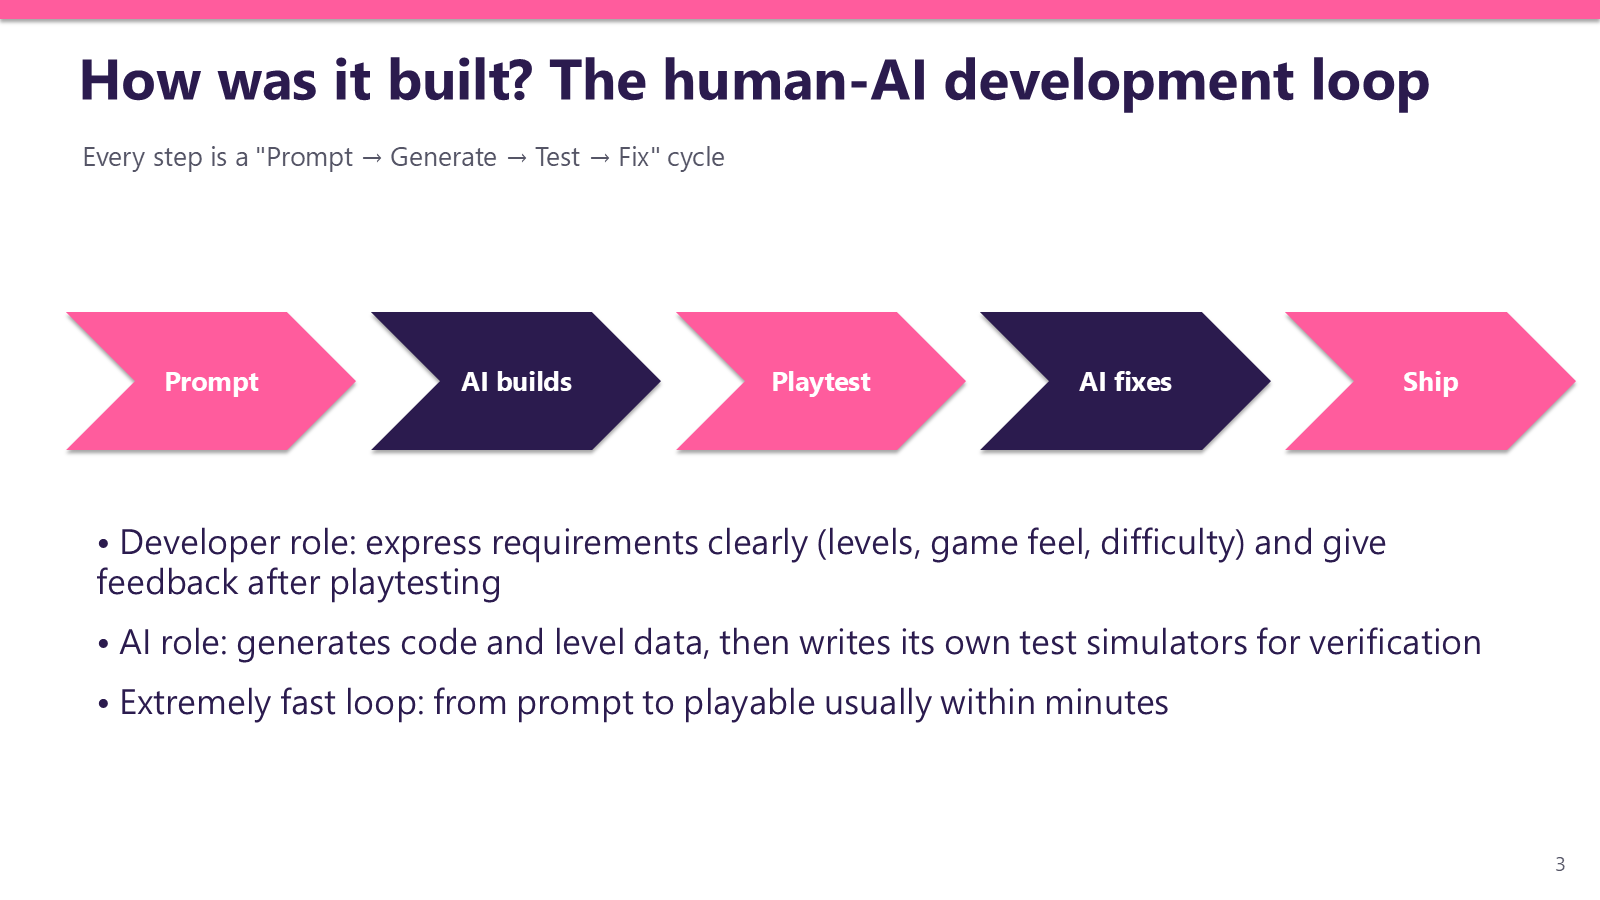 How was it built? The human-AI development loop
Every step is a "Prompt → Generate → Test → Fix" cycle
Prompt
AI builds
Playtest
AI fixes
Ship
• Developer role: express requirements clearly (levels, game feel, difficulty) and give
feedback after playtesting
• AI role: generates code and level data, then writes its own test simulators for verification
• Extremely fast loop: from prompt to playable usually within minutes
3